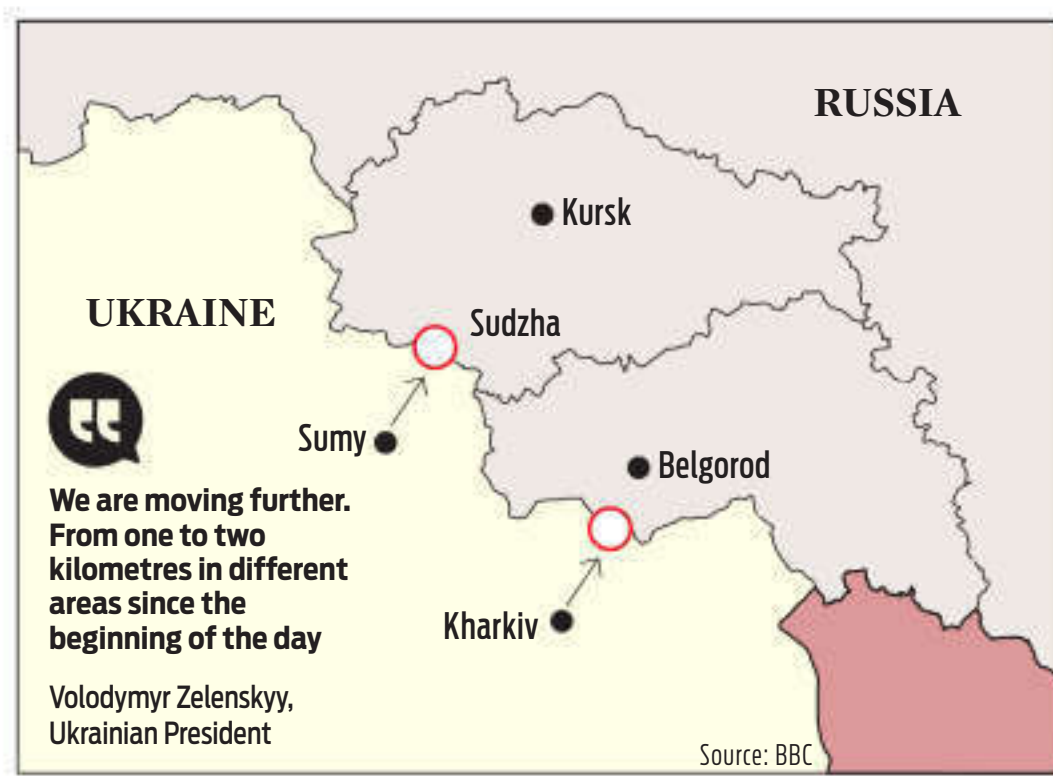 RUSSIA
Kursk
UKRAINE
Sudzha
Sumy
Belgorod
Kharkiv
We are moving further.
From one to two
kilometres in different
areas since the
beginning of the day
Volodymyr Zelenskyy,
Ukrainian President
Source: BBC